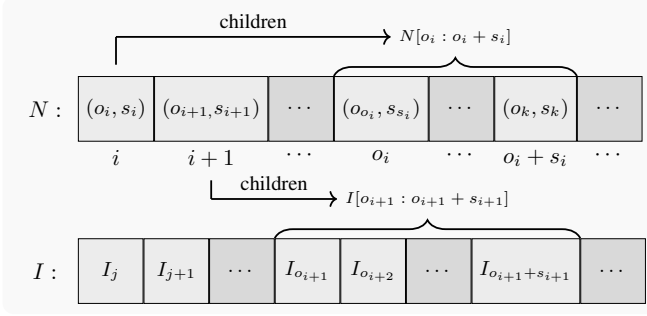 children
N[o_i : o_i + s_i]
N : (o_i, s_i) (o_{i+1}, s_{i+1}) ⋯ (o_{o_i}, s_{s_i}) ⋯ (o_k, s_k) ⋯
i i + 1 ⋯ o_i ⋯ o_i + s_i ⋯
children
I[o_{i+1} : o_{i+1} + s_{i+1}]
I : I_j I_{j+1} ⋯ I_{o_{i+1}} I_{o_{i+2}} ⋯ I_{o_{i+1}+s_{i+1}} ⋯